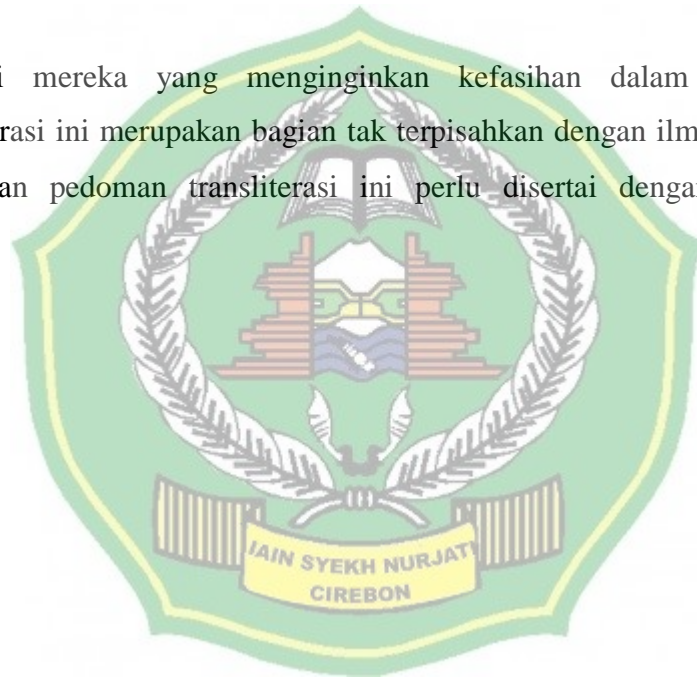 i mereka yang menginginkan kefasihan dalam
rasi ini merupakan bagian tak terpisahkan dengan ilm
an pedoman transliterasi ini perlu disertai denga
IAIN SYEKH NURJATI
CIREBON